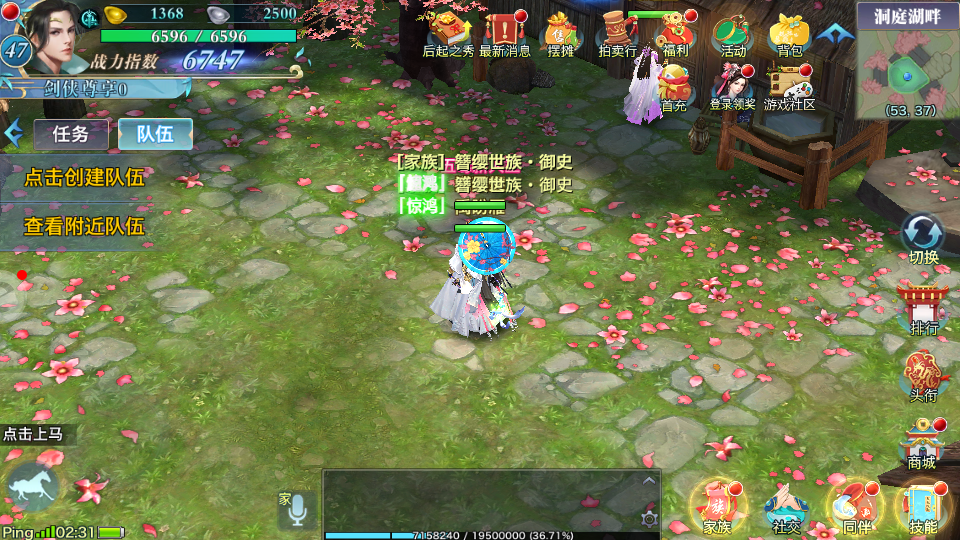 1368
2500
6596 / 6596
47
战力指数 6747
剑侠尊享0
任务
队伍
点击创建队伍
查看附近队伍
后起之秀
最新消息
摆摊
拍卖行
福利
活动
背包
首充
登录领奖
游戏社区
洞庭湖畔
(53, 37)
[家族] 簪缨世族·御史
簪缨世族·御史
「惊鸿」
切换
排行
头衔
商城
点击上马
家
家族
社交
同伴
技能
Ping
02:31
7158240 / 19500000 (36.71%)